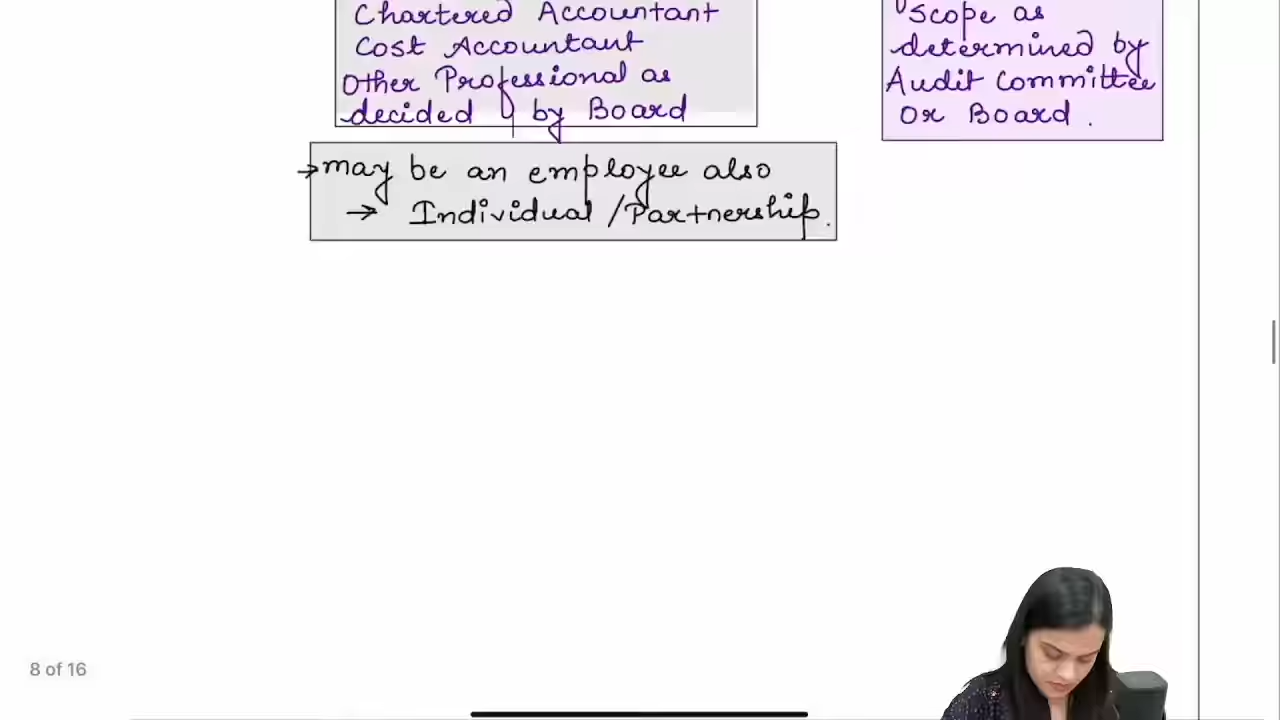 Chartered Accountant
Cost Accountant
Other Professional as
decided by Board
→may be an employee also
→ Individual /Partnership.
Scope as
determined by
Audit Committee
Or Board .
8 of 16